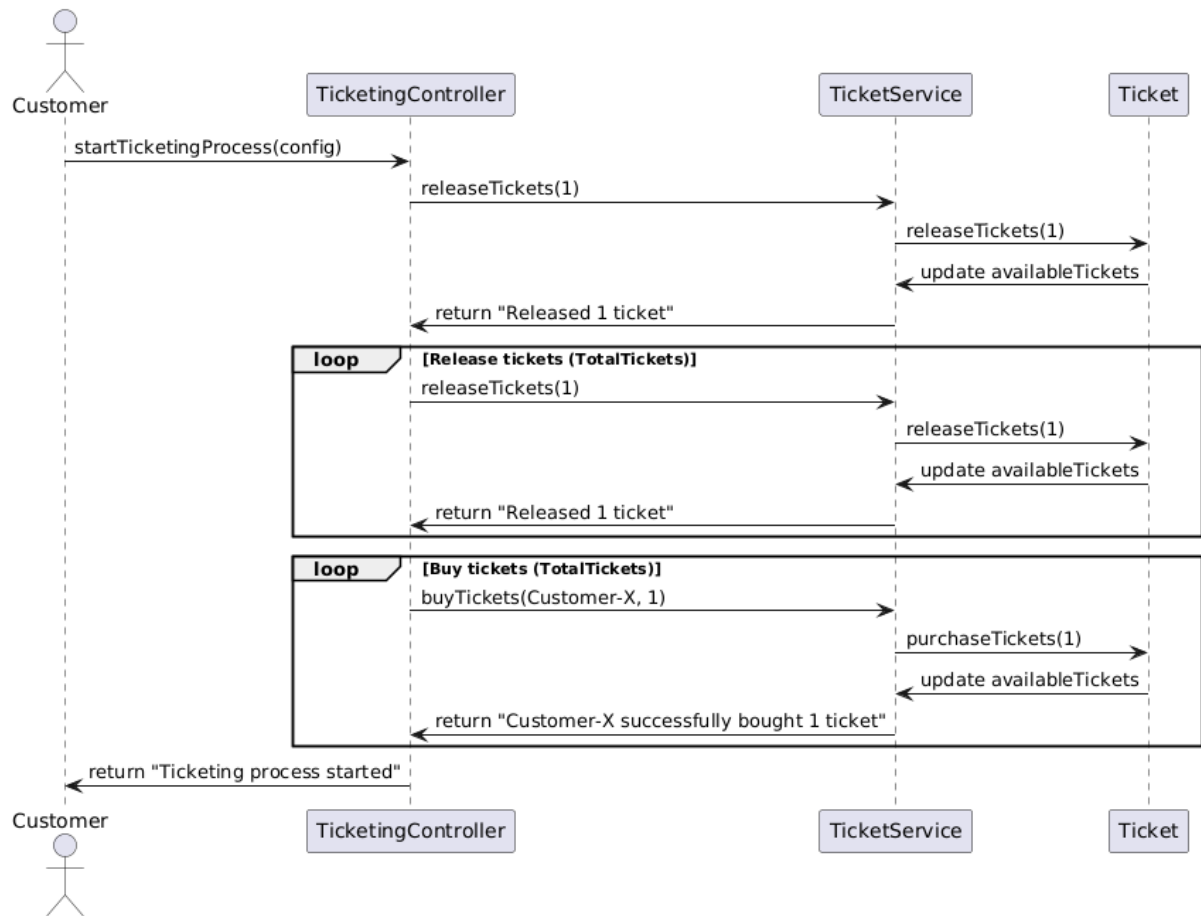 Customer
TicketingController
TicketService
Ticket
startTicketingProcess(config)
releaseTickets(1)
releaseTickets(1)
update availableTickets
return "Released 1 ticket"
loop
[Release tickets (TotalTickets)]
releaseTickets(1)
releaseTickets(1)
update availableTickets
return "Released 1 ticket"
loop
[Buy tickets (TotalTickets)]
buyTickets(Customer-X, 1)
purchaseTickets(1)
update availableTickets
return "Customer-X successfully bought 1 ticket"
return "Ticketing process started"
Customer
TicketingController
TicketService
Ticket